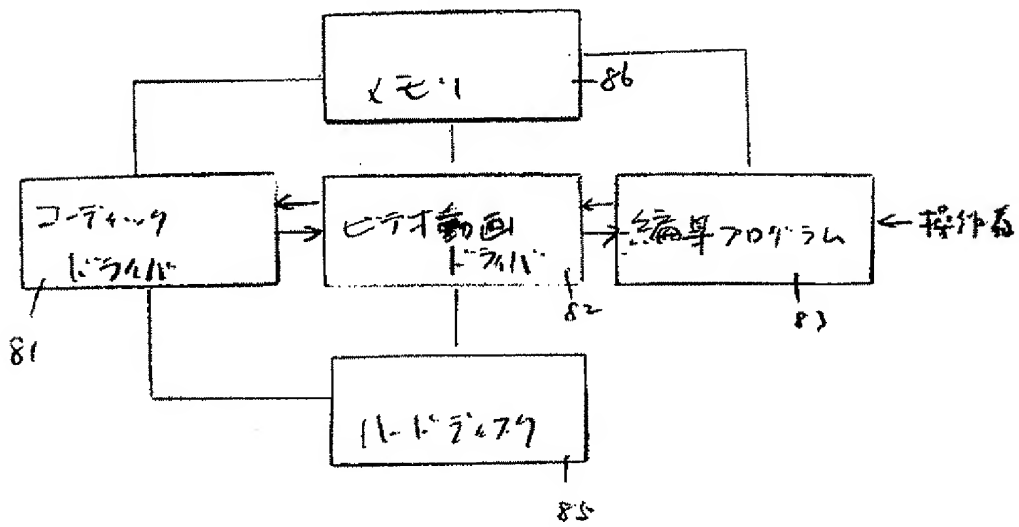 メモリ
86
コーディック
ドライバ
81
ビデオ動画
ドライバ
82
編集プログラム
83
操作者
ハードディスク
85